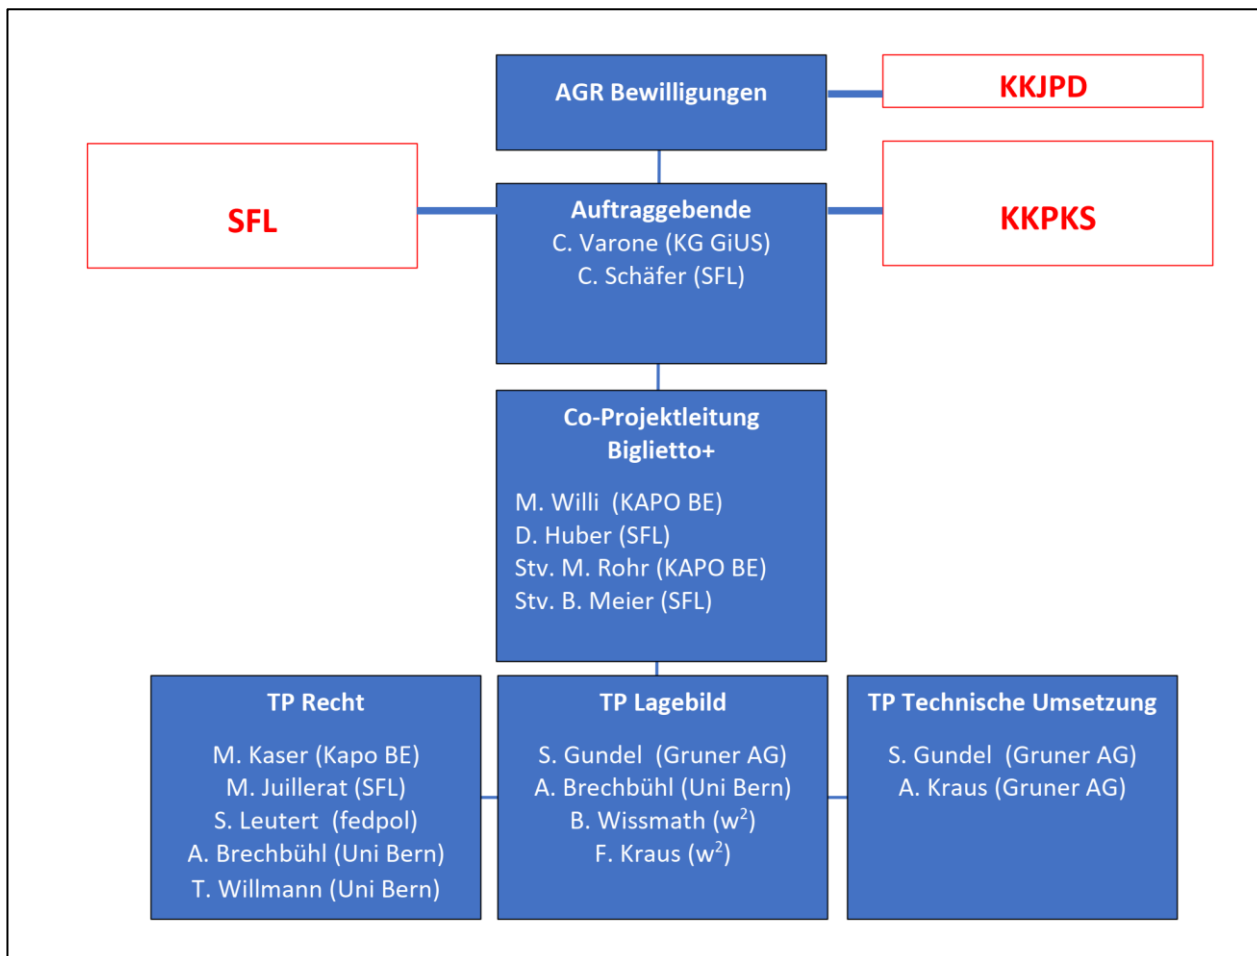 AGR Bewilligungen
KKJPD
SFL
Auftraggebende
C. Varone (KG GiUS)
C. Schäfer (SFL)
KKPKS
Co-Projektleitung
Biglietto+
M. Willi  (KAPO BE)
D. Huber (SFL)
Stv. M. Rohr (KAPO BE)
Stv. B. Meier (SFL)
TP Recht
M. Kaser (Kapo BE)
M. Juillerat (SFL)
S. Leutert  (fedpol)
A. Brechbühl (Uni Bern)
T. Willmann (Uni Bern)
TP Lagebild
S. Gundel  (Gruner AG)
A. Brechbühl (Uni Bern)
B. Wissmath (w²)
F. Kraus (w²)
TP Technische Umsetzung
S. Gundel  (Gruner AG)
A. Kraus (Gruner AG)